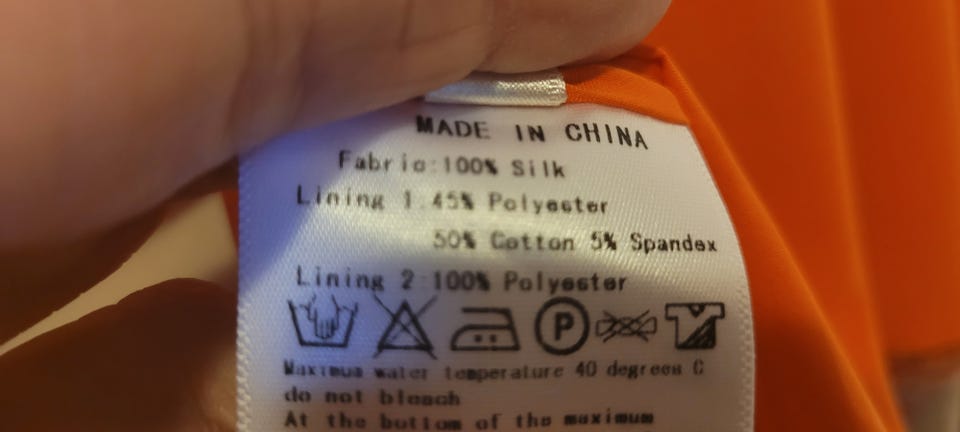 MADE IN CHINA
Fabric:100% Silk
Lining 1:45% Polyester
50% Cotton 5% Spandex
Lining 2:100% Polyester
P
Maximum water temperature 40 degrees C
do not bleach
At the bottom of the maximum